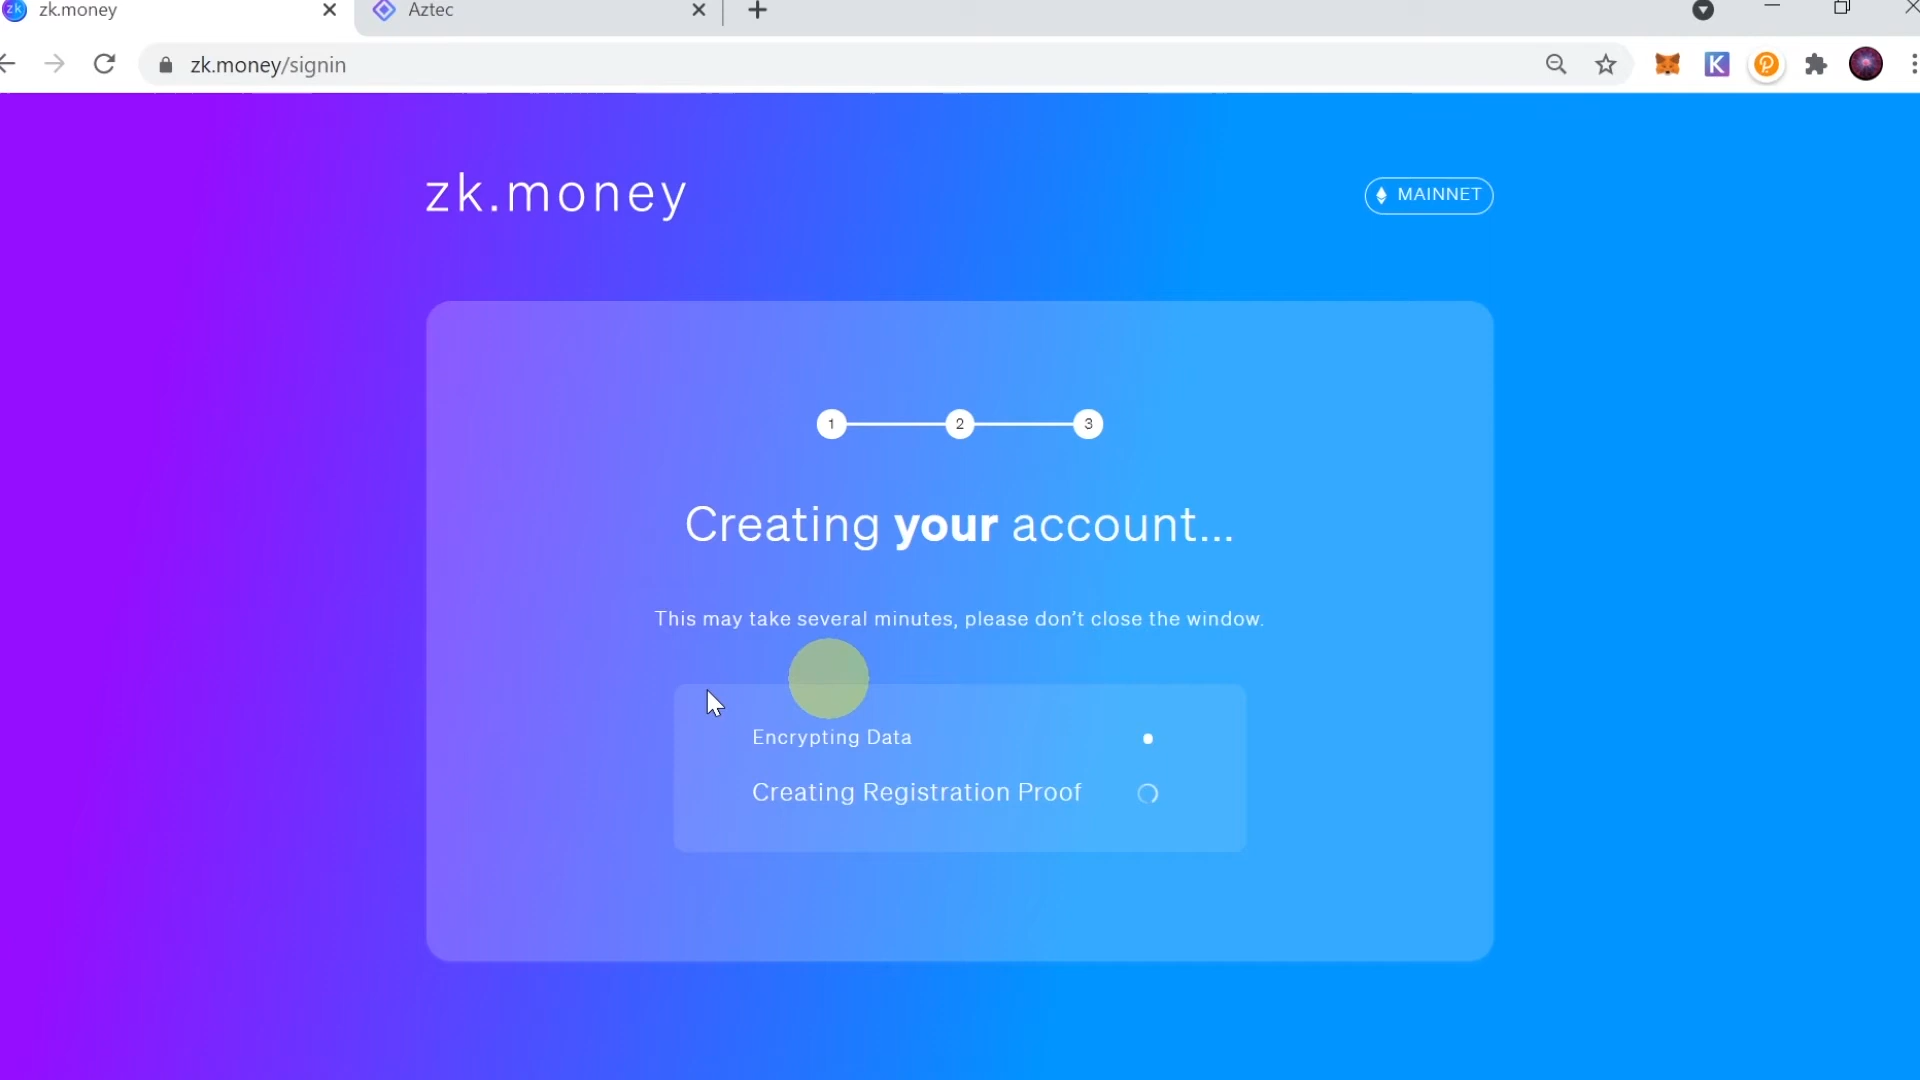 zk
zk.money
Aztec
zk.money/signin
K
zk.money
MAINNET
1
2
3
Creating your account...
This may take several minutes, please don't close the window.
Encrypting Data
Creating Registration Proof